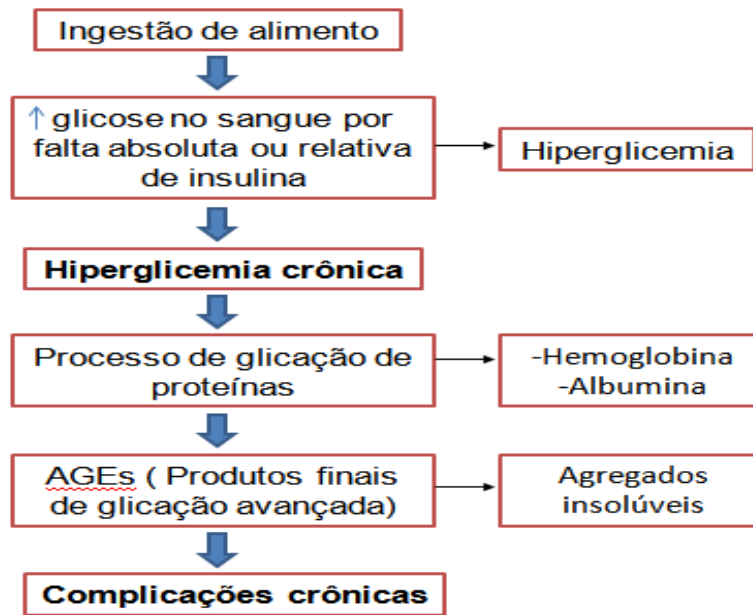 Ingestão de alimento
↑ glicose no sangue por
falta absoluta ou relativa
de insulina
Hiperglicemia
Hiperglicemia crônica
Processo de glicação de
proteínas
-Hemoglobina
-Albumina
AGEs ( Produtos finais
de glicação avançada)
Agregados
insolúveis
Complicações crônicas